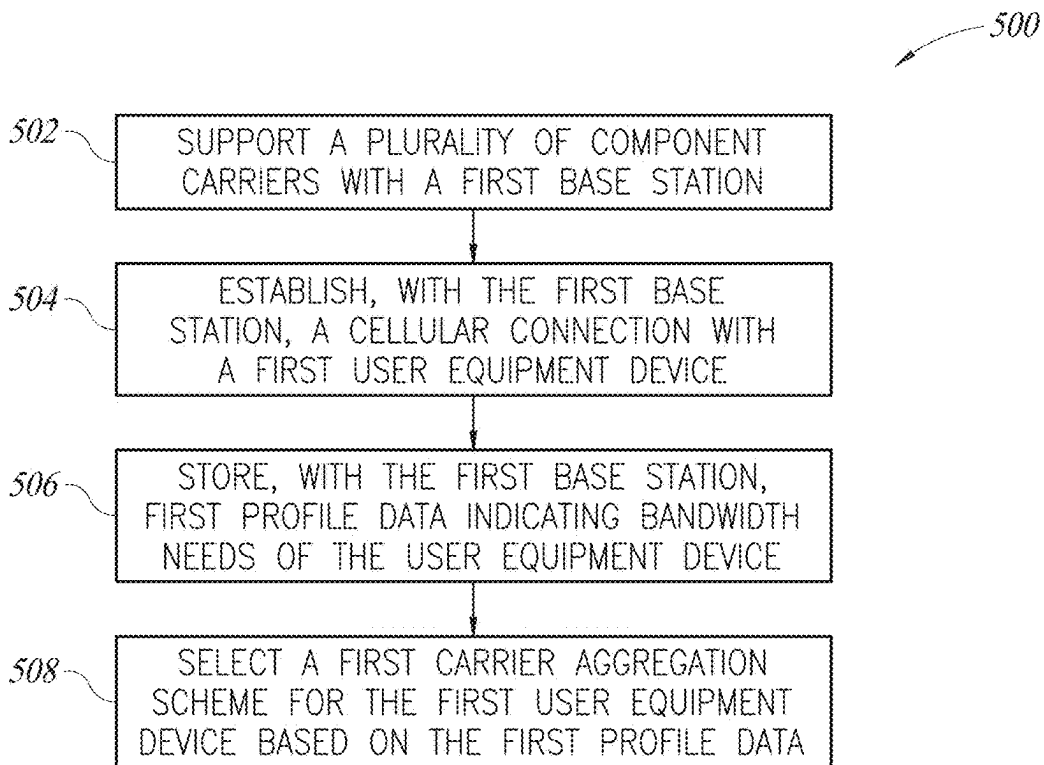 500
502
SUPPORT A PLURALITY OF COMPONENT
CARRIERS WITH A FIRST BASE STATION
504
ESTABLISH, WITH THE FIRST BASE
STATION, A CELLULAR CONNECTION WITH
A FIRST USER EQUIPMENT DEVICE
506
STORE, WITH THE FIRST BASE STATION,
FIRST PROFILE DATA INDICATING BANDWIDTH
NEEDS OF THE USER EQUIPMENT DEVICE
508
SELECT A FIRST CARRIER AGGREGATION
SCHEME FOR THE FIRST USER EQUIPMENT
DEVICE BASED ON THE FIRST PROFILE DATA